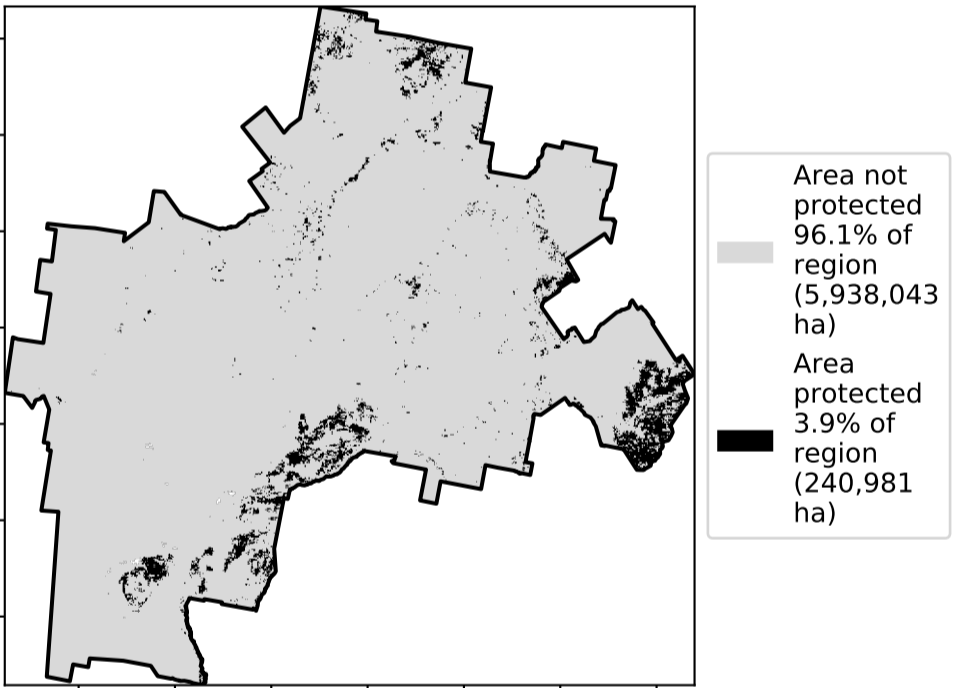 Area not
protected
96.1% of
region
(5,938,043
ha)
Area
protected
3.9% of
region
(240,981
ha)